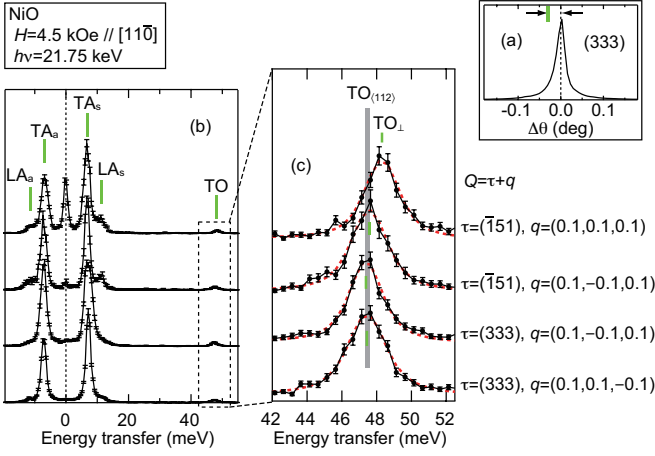 NiO
H=4.5 kOe // [11̅0]
hν=21.75 keV
(a)
(333)
-0.1 0.0 0.1
Δθ (deg)
(b)
LAₐ
TAₐ
TAₛ
LAₛ
TO
0 20 40
Energy transfer (meV)
(c)
TO⟨112⟩
TO⊥
42 44 46 48 50 52
Energy transfer (meV)
Q=τ+q
τ=(1̅51), q=(0.1,0.1,0.1)
τ=(1̅51), q=(0.1,−0.1,0.1)
τ=(333), q=(0.1,−0.1,0.1)
τ=(333), q=(0.1,0.1,−0.1)